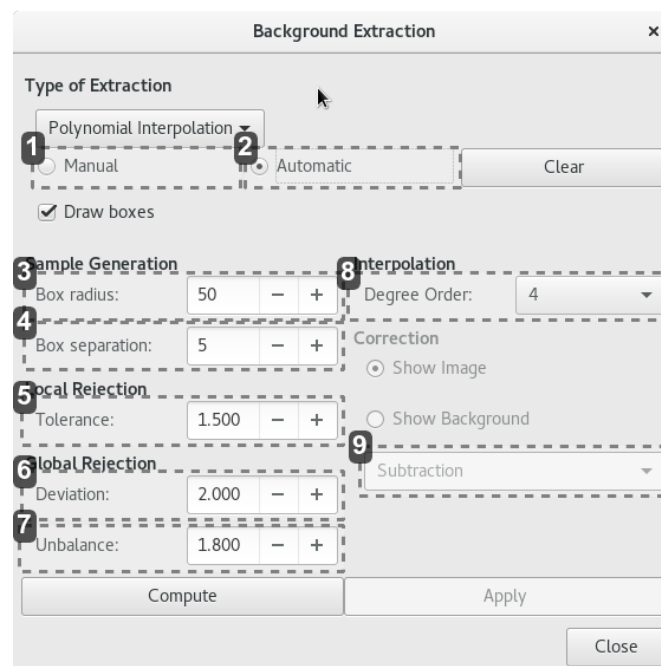 Background Extraction ×
Type of Extraction
Polynomial Interpolation
1 Manual 2 Automatic Clear
Draw boxes
Sample Generation Interpolation
3 Box radius: 50 − + 8 Degree Order: 4
4 Box separation: 5 − + Correction
Show Image
Local Rejection
5 Tolerance: 1.500 − + Show Background
Global Rejection 9 Subtraction
6 Deviation: 2.000 − +
7 Unbalance: 1.800 − +
Compute Apply
Close